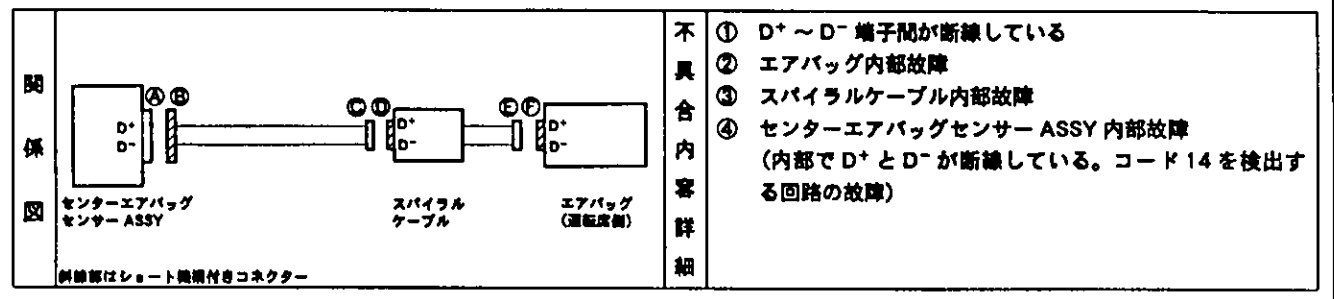 関係図
Ⓐ Ⓑ
Ⓒ Ⓓ
Ⓔ Ⓕ
D⁺
D⁻
D⁺
D⁻
D⁺
D⁻
センターエアバッグ
センサー ASSY
スパイラル
ケーブル
エアバッグ
(運転席側)
斜線部はショート機構付きコネクター
不具合内容詳細
① D⁺ ~ D⁻ 端子間が断線している
② エアバッグ内部故障
③ スパイラルケーブル内部故障
④ センターエアバッグセンサー ASSY 内部故障
(内部で D⁺ と D⁻ が断線している。コード 14 を検出す
る回路の故障)